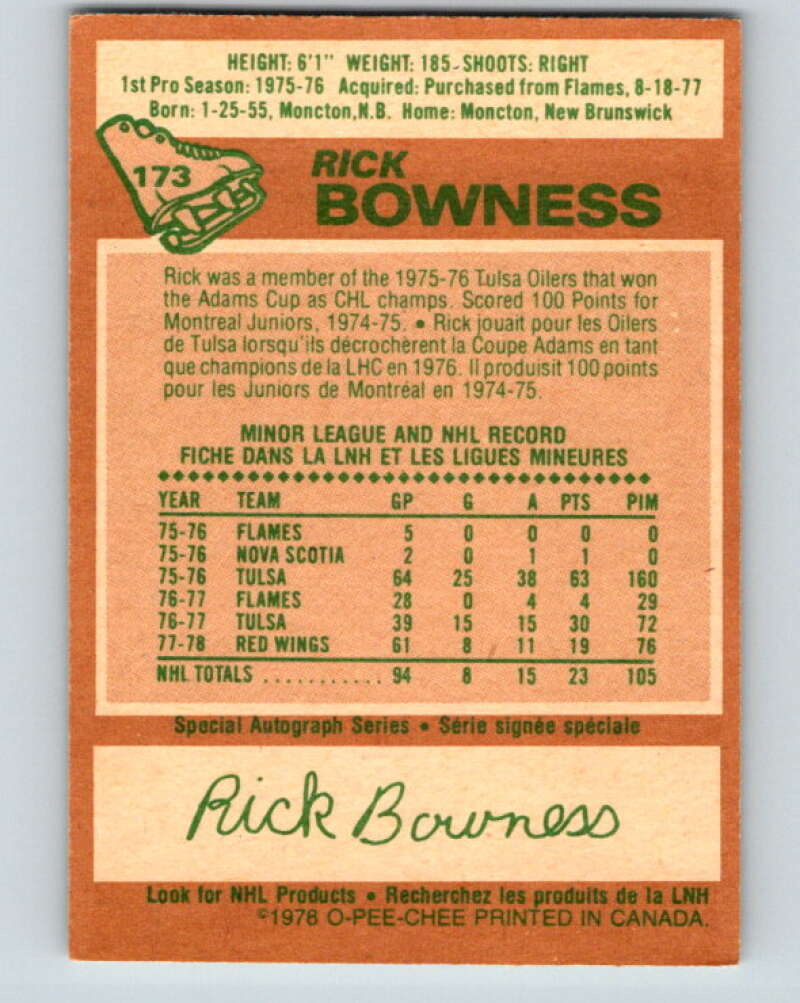 HEIGHT: 6'1" WEIGHT: 185-SHOOTS: RIGHT
1st Pro Season: 1975-76 Acquired: Purchased from Flames, 8-18-77
Born: 1-25-55, Moncton,N.B. Home: Moncton, New Brunswick
173
RICK
BOWNESS
Rick was a member of the 1975-76 Tulsa Oilers that won
the Adams Cup as CHL champs. Scored 100 Points for
Montreal Juniors, 1974-75. • Rick jouait pour les Oilers
de Tulsa lorsqu'ils décrochèrent la Coupe Adams en tant
que champions de la LHC en 1976. Il produisit 100 points
pour les Juniors de Montréal en 1974-75.
MINOR LEAGUE AND NHL RECORD
FICHE DANS LA LNH ET LES LIGUES MINEURES
YEAR TEAM GP G A PTS PIM
75-76 FLAMES 5 0 0 0 0
75-76 NOVA SCOTIA 2 0 1 1 0
75-76 TULSA 64 25 38 63 160
76-77 FLAMES 28 0 4 4 29
76-77 TULSA 39 15 15 30 72
77-78 RED WINGS 61 8 11 19 76
NHL TOTALS ........... 94 8 15 23 105
Special Autograph Series • Série signée spéciale
Rick Bowness
Look for NHL Products • Recherchez les produits de la LNH
©1978 O-PEE-CHEE PRINTED IN CANADA.